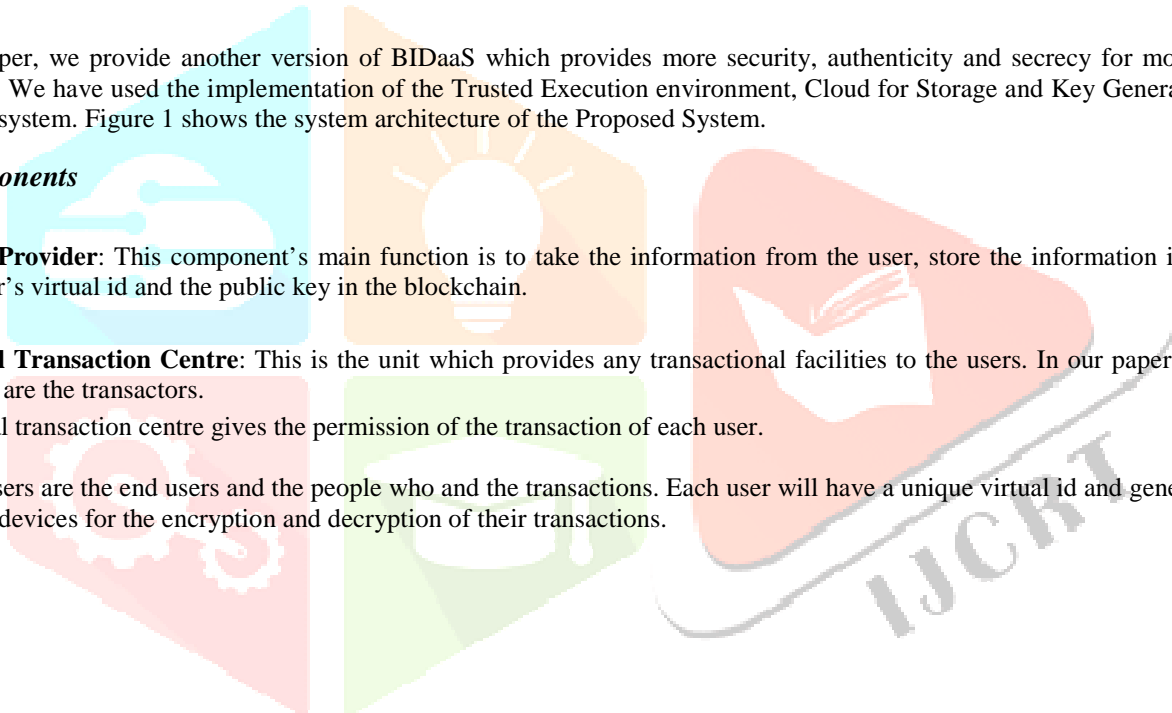 per, we provide another version of BIDaaS which provides more security, authenticity and secrecy for mo
. We have used the implementation of the Trusted Execution environment, Cloud for Storage and Key Genera
system. Figure 1 shows the system architecture of the Proposed System.
onents
Provider: This component's main function is to take the information from the user, store the information i
r's virtual id and the public key in the blockchain.
l Transaction Centre: This is the unit which provides any transactional facilities to the users. In our paper
are the transactors.
al transaction centre gives the permission of the transaction of each user.
sers are the end users and the people who and the transactions. Each user will have a unique virtual id and gene
devices for the encryption and decryption of their transactions.
IJCRT